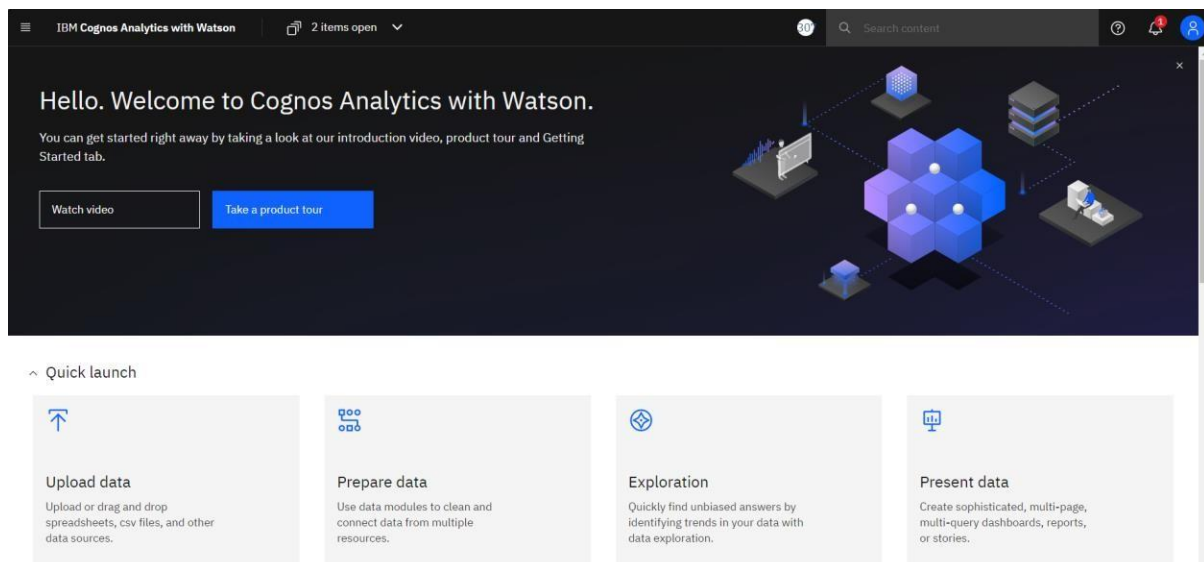 IBM Cognos Analytics with Watson
2 items open
30
Search content
1
Hello. Welcome to Cognos Analytics with Watson.
You can get started right away by taking a look at our introduction video, product tour and Getting
Started tab.
Watch video
Take a product tour
Quick launch
Upload data
Upload or drag and drop
spreadsheets, csv files, and other
data sources.
Prepare data
Use data modules to clean and
connect data from multiple
resources.
Exploration
Quickly find unbiased answers by
identifying trends in your data with
data exploration.
Present data
Create sophisticated, multi-page,
multi-query dashboards, reports,
or stories.